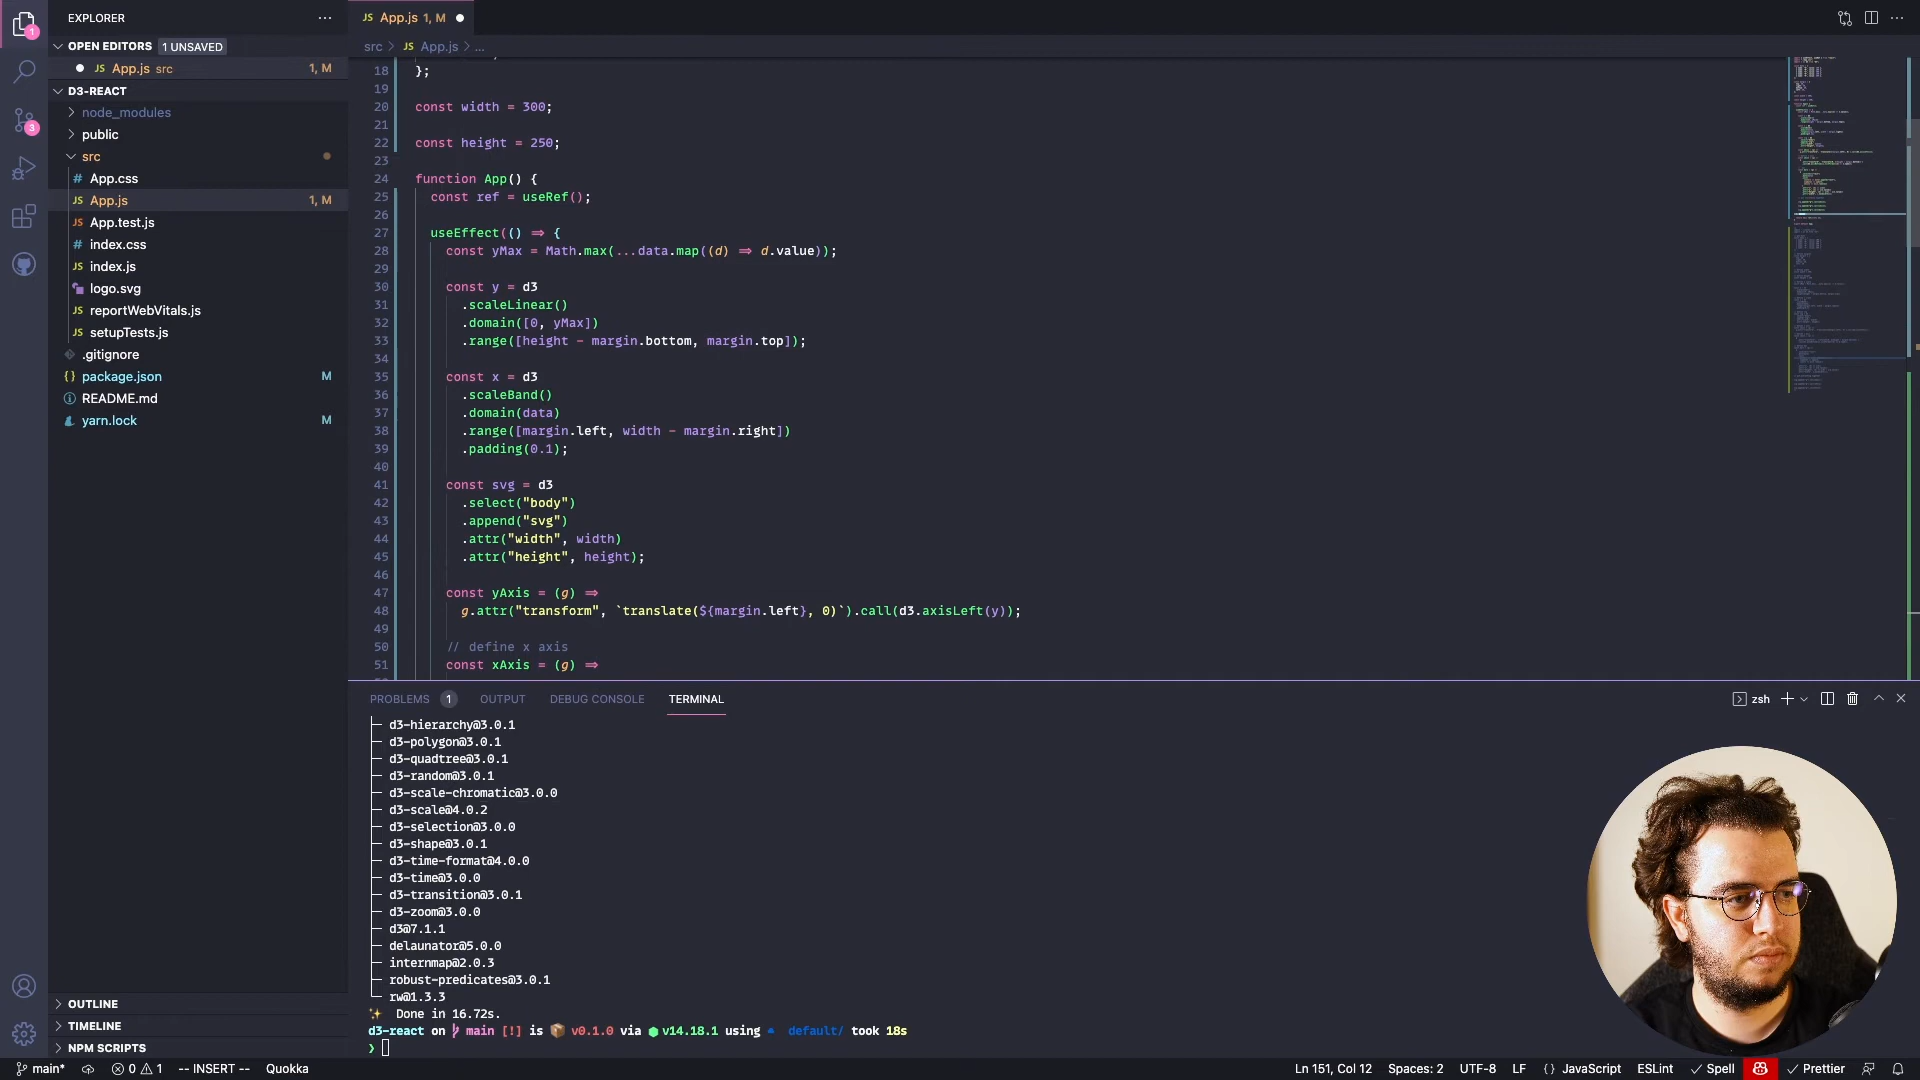 EXPLORER
OPEN EDITORS 1 UNSAVED
JS App.js src 1, M
D3-REACT
node_modules
public
src
# App.css
JS App.js 1, M
JS App.test.js
# index.css
JS index.js
logo.svg
JS reportWebVitals.js
JS setupTests.js
.gitignore
{} package.json M
README.md
yarn.lock M
OUTLINE
TIMELINE
NPM SCRIPTS
1
3
JS App.js 1, M
src > JS App.js > ...
18 };
19
20 const width = 300;
21
22 const height = 250;
23
24 function App() {
25 const ref = useRef();
26
27 useEffect(() => {
28 const yMax = Math.max(...data.map((d) => d.value));
29
30 const y = d3
31 .scaleLinear()
32 .domain([0, yMax])
33 .range([height - margin.bottom, margin.top]);
34
35 const x = d3
36 .scaleBand()
37 .domain(data)
38 .range([margin.left, width - margin.right])
39 .padding(0.1);
40
41 const svg = d3
42 .select("body")
43 .append("svg")
44 .attr("width", width)
45 .attr("height", height);
46
47 const yAxis = (g) =>
48 g.attr("transform", `translate(${margin.left}, 0)`).call(d3.axisLeft(y));
49
50 // define x axis
51 const xAxis = (g) =>
PROBLEMS 1 OUTPUT DEBUG CONSOLE TERMINAL
zsh
├─ d3-hierarchy@3.0.1
├─ d3-polygon@3.0.1
├─ d3-quadtree@3.0.1
├─ d3-random@3.0.1
├─ d3-scale-chromatic@3.0.0
├─ d3-scale@4.0.2
├─ d3-selection@3.0.0
├─ d3-shape@3.0.1
├─ d3-time-format@4.0.0
├─ d3-time@3.0.0
├─ d3-transition@3.0.1
├─ d3-zoom@3.0.0
├─ d3@7.1.1
├─ delaunator@5.0.0
├─ internmap@2.0.3
├─ robust-predicates@3.0.1
└─ rw@1.3.3
✨ Done in 16.72s.
d3-react on main [!] is 📦 v0.1.0 via v14.18.1 using default/ took 18s
❯
main* 0 1 -- INSERT -- Quokka Ln 151, Col 12 Spaces: 2 UTF-8 LF {} JavaScript ESLint ✓ Spell ✓ Prettier